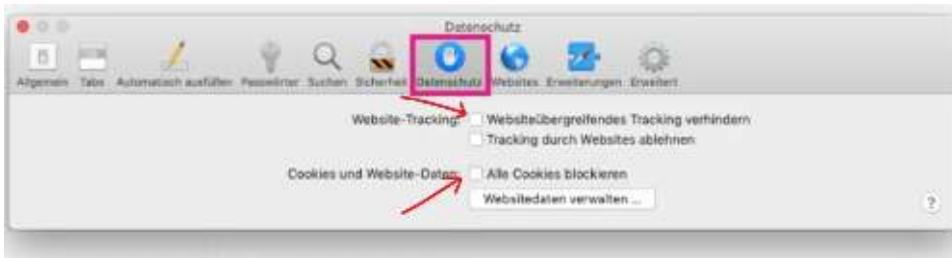 Datenschutz
Allgemein Tabs Automatisch ausfüllen Passwörter Suchen Sicherheit Datenschutz Websites Erweiterungen Erweitert
Website-Tracking: Websiteübergreifendes Tracking verhindern
Tracking durch Websites ablehnen
Cookies und Website-Daten: Alle Cookies blockieren
Websitedaten verwalten ...
?